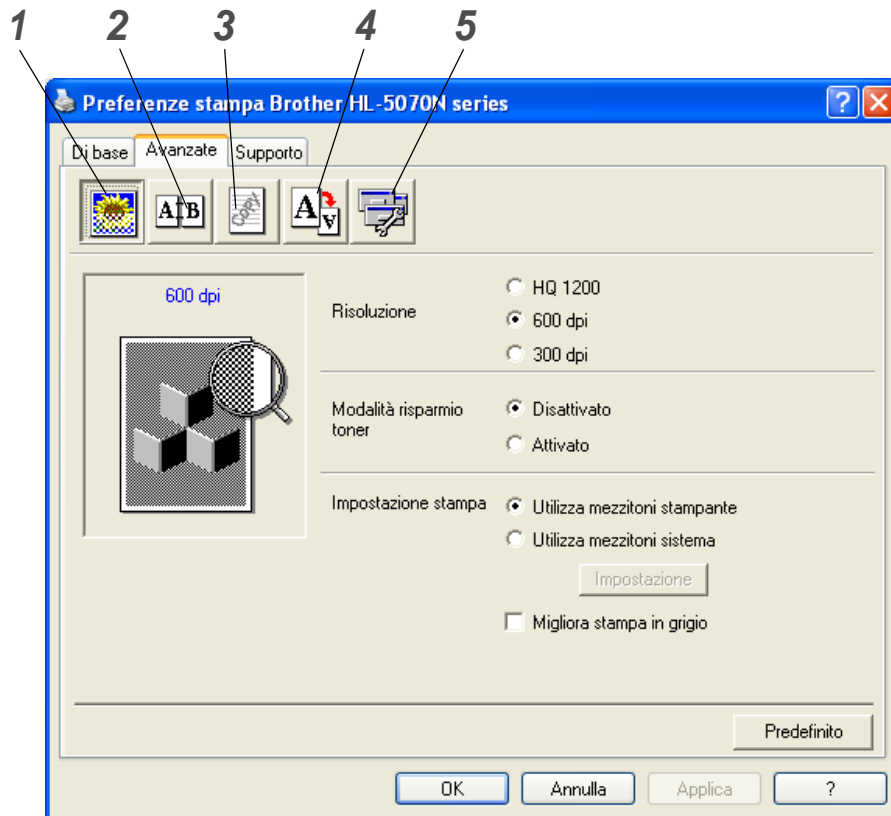 1 2 3 4 5
Preferenze stampa Brother HL-5070N series
Di base Avanzate Supporto
A B copy A A
600 dpi
Risoluzione
HQ 1200
600 dpi
300 dpi
Modalità risparmio
toner
Disattivato
Attivato
Impostazione stampa
Utilizza mezzitoni stampante
Utilizza mezzitoni sistema
Impostazione
Migliora stampa in grigio
Predefinito
OK Annulla Applica ?